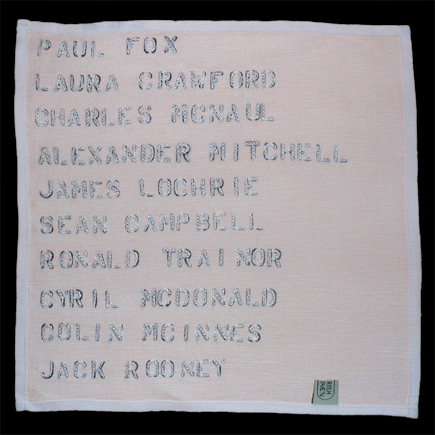 PAUL FOX
LAURA CRAWFORD
CHARLES MCNAUL
ALEXANDER MITCHELL
JAMES LOCHRIE
SEAN CAMPBELL
RONALD TRAINOR
CYRIL MCDONALD
COLIN MCINNES
JACK ROONEY